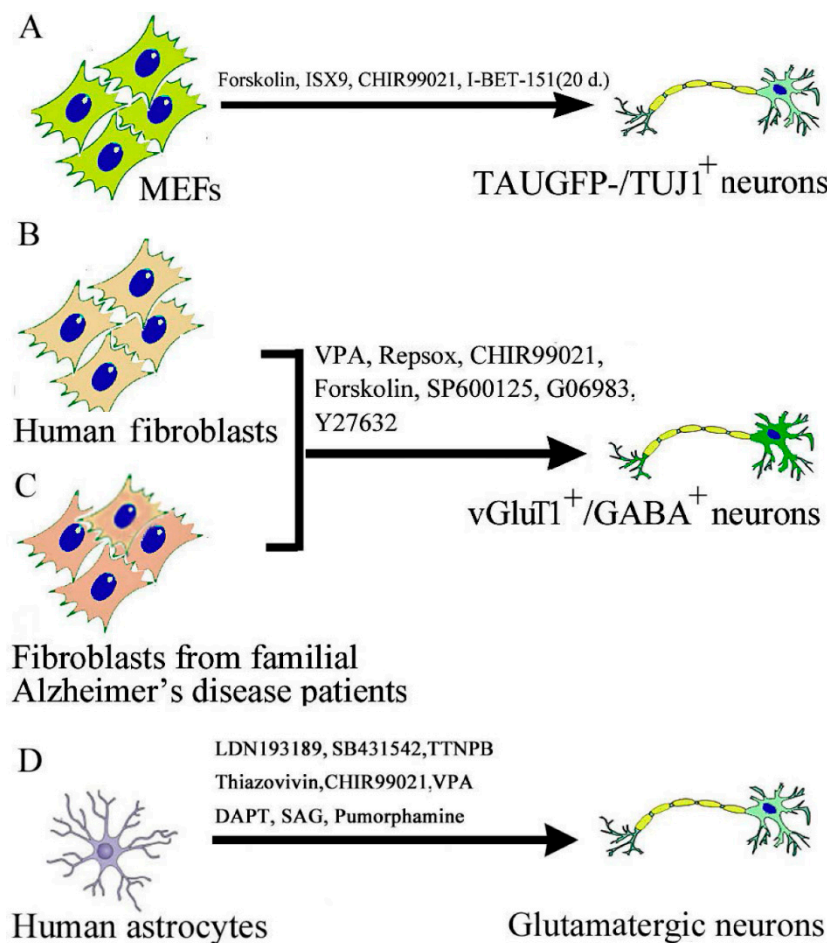 A
Forskolin, ISX9, CHIR99021, I-BET-151(20 d.)
MEFs
TAUGFP-/TUJ1+ neurons
B
VPA, Repsox, CHIR99021,
Forskolin, SP600125, G06983,
Y27632
Human fibroblasts
C
vGluT1+/GABA+ neurons
Fibroblasts from familial
Alzheimer's disease patients
D
LDN193189, SB431542,TTNPB
Thiazovivin,CHIR99021,VPA
DAPT, SAG, Pumorphamine
Human astrocytes
Glutamatergic neurons